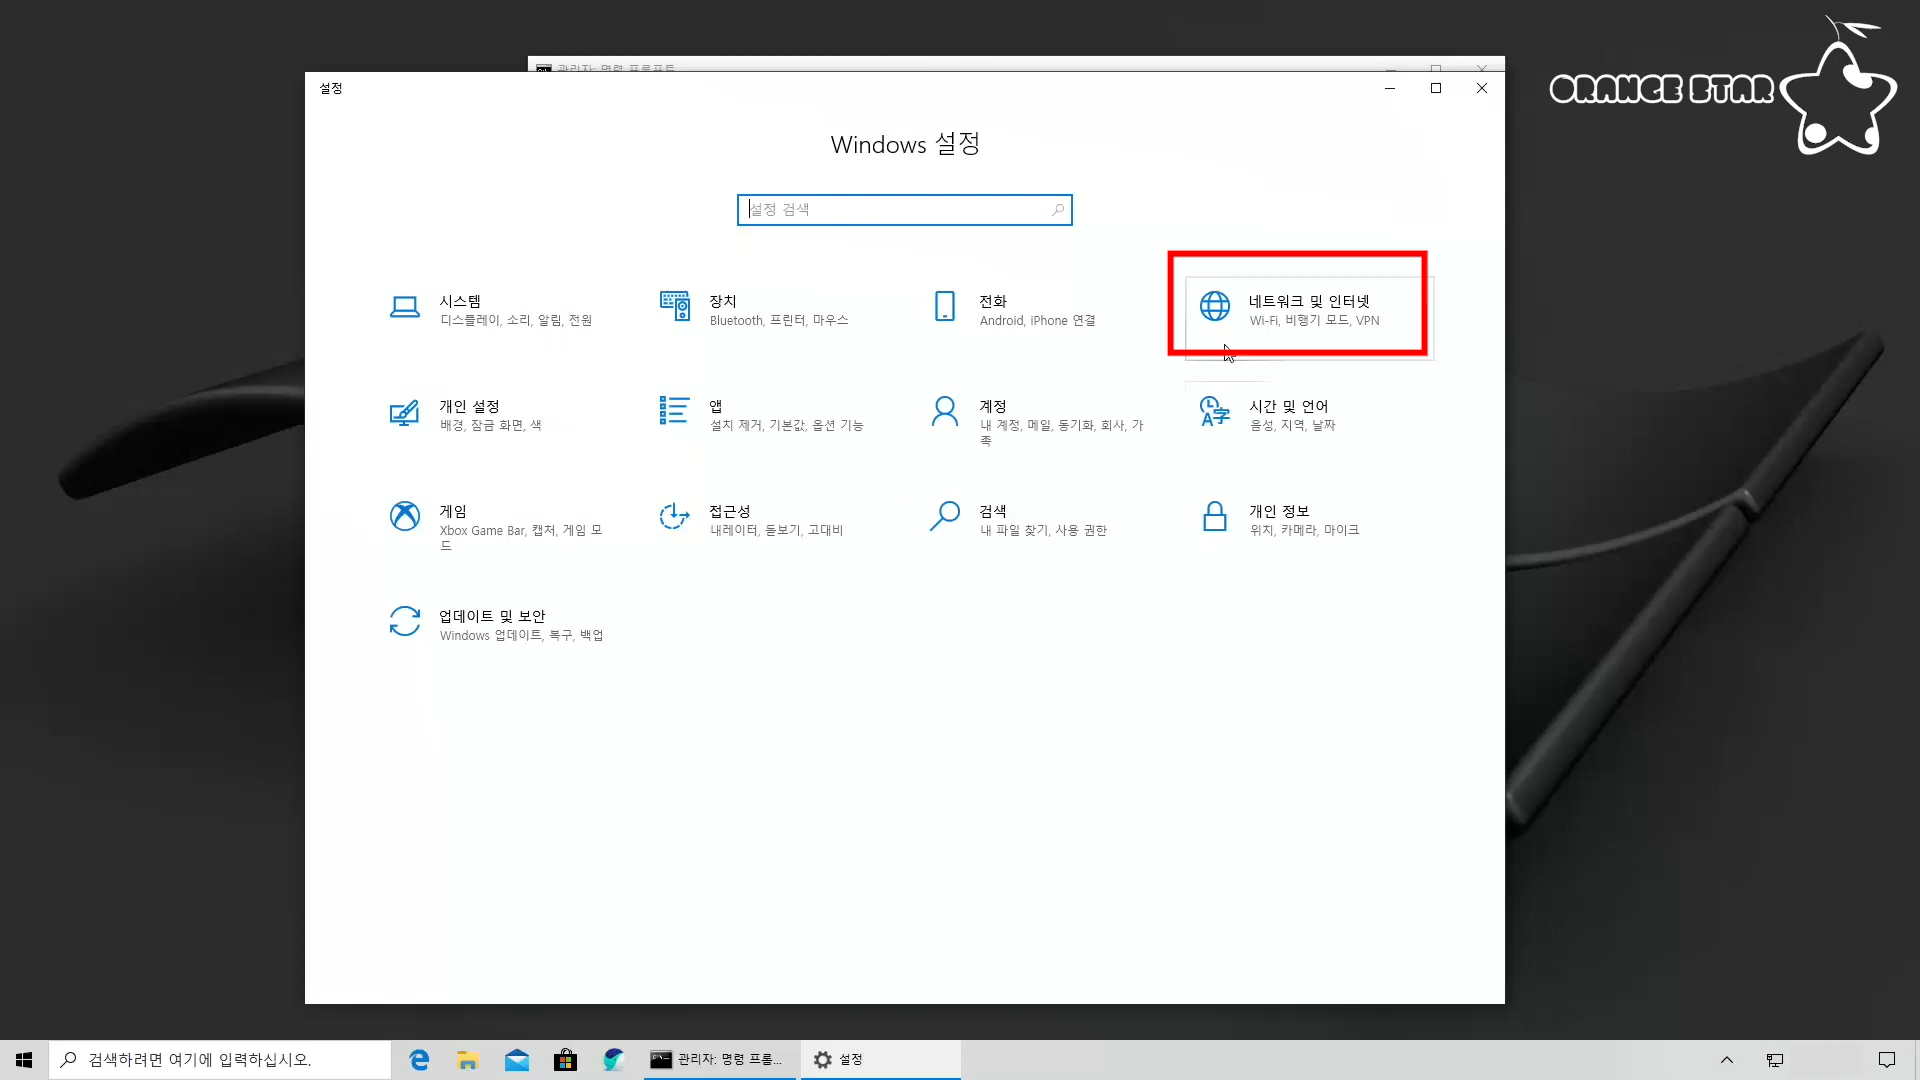 관리자: 명령 프롬프트
ORANGE STAR
설정
Windows 설정
설정 검색
시스템
디스플레이, 소리, 알림, 전원
장치
Bluetooth, 프린터, 마우스
전화
Android, iPhone 연결
네트워크 및 인터넷
Wi-Fi, 비행기 모드, VPN
개인 설정
배경, 잠금 화면, 색
앱
설치 제거, 기본값, 옵션 기능
계정
내 계정, 메일, 동기화, 회사, 가
족
시간 및 언어
음성, 지역, 날짜
게임
Xbox Game Bar, 캡처, 게임 모
드
접근성
내레이터, 돋보기, 고대비
검색
내 파일 찾기, 사용 권한
개인 정보
위치, 카메라, 마이크
업데이트 및 보안
Windows 업데이트, 복구, 백업
검색하려면 여기에 입력하십시오.
관리자: 명령 프롬...
설정